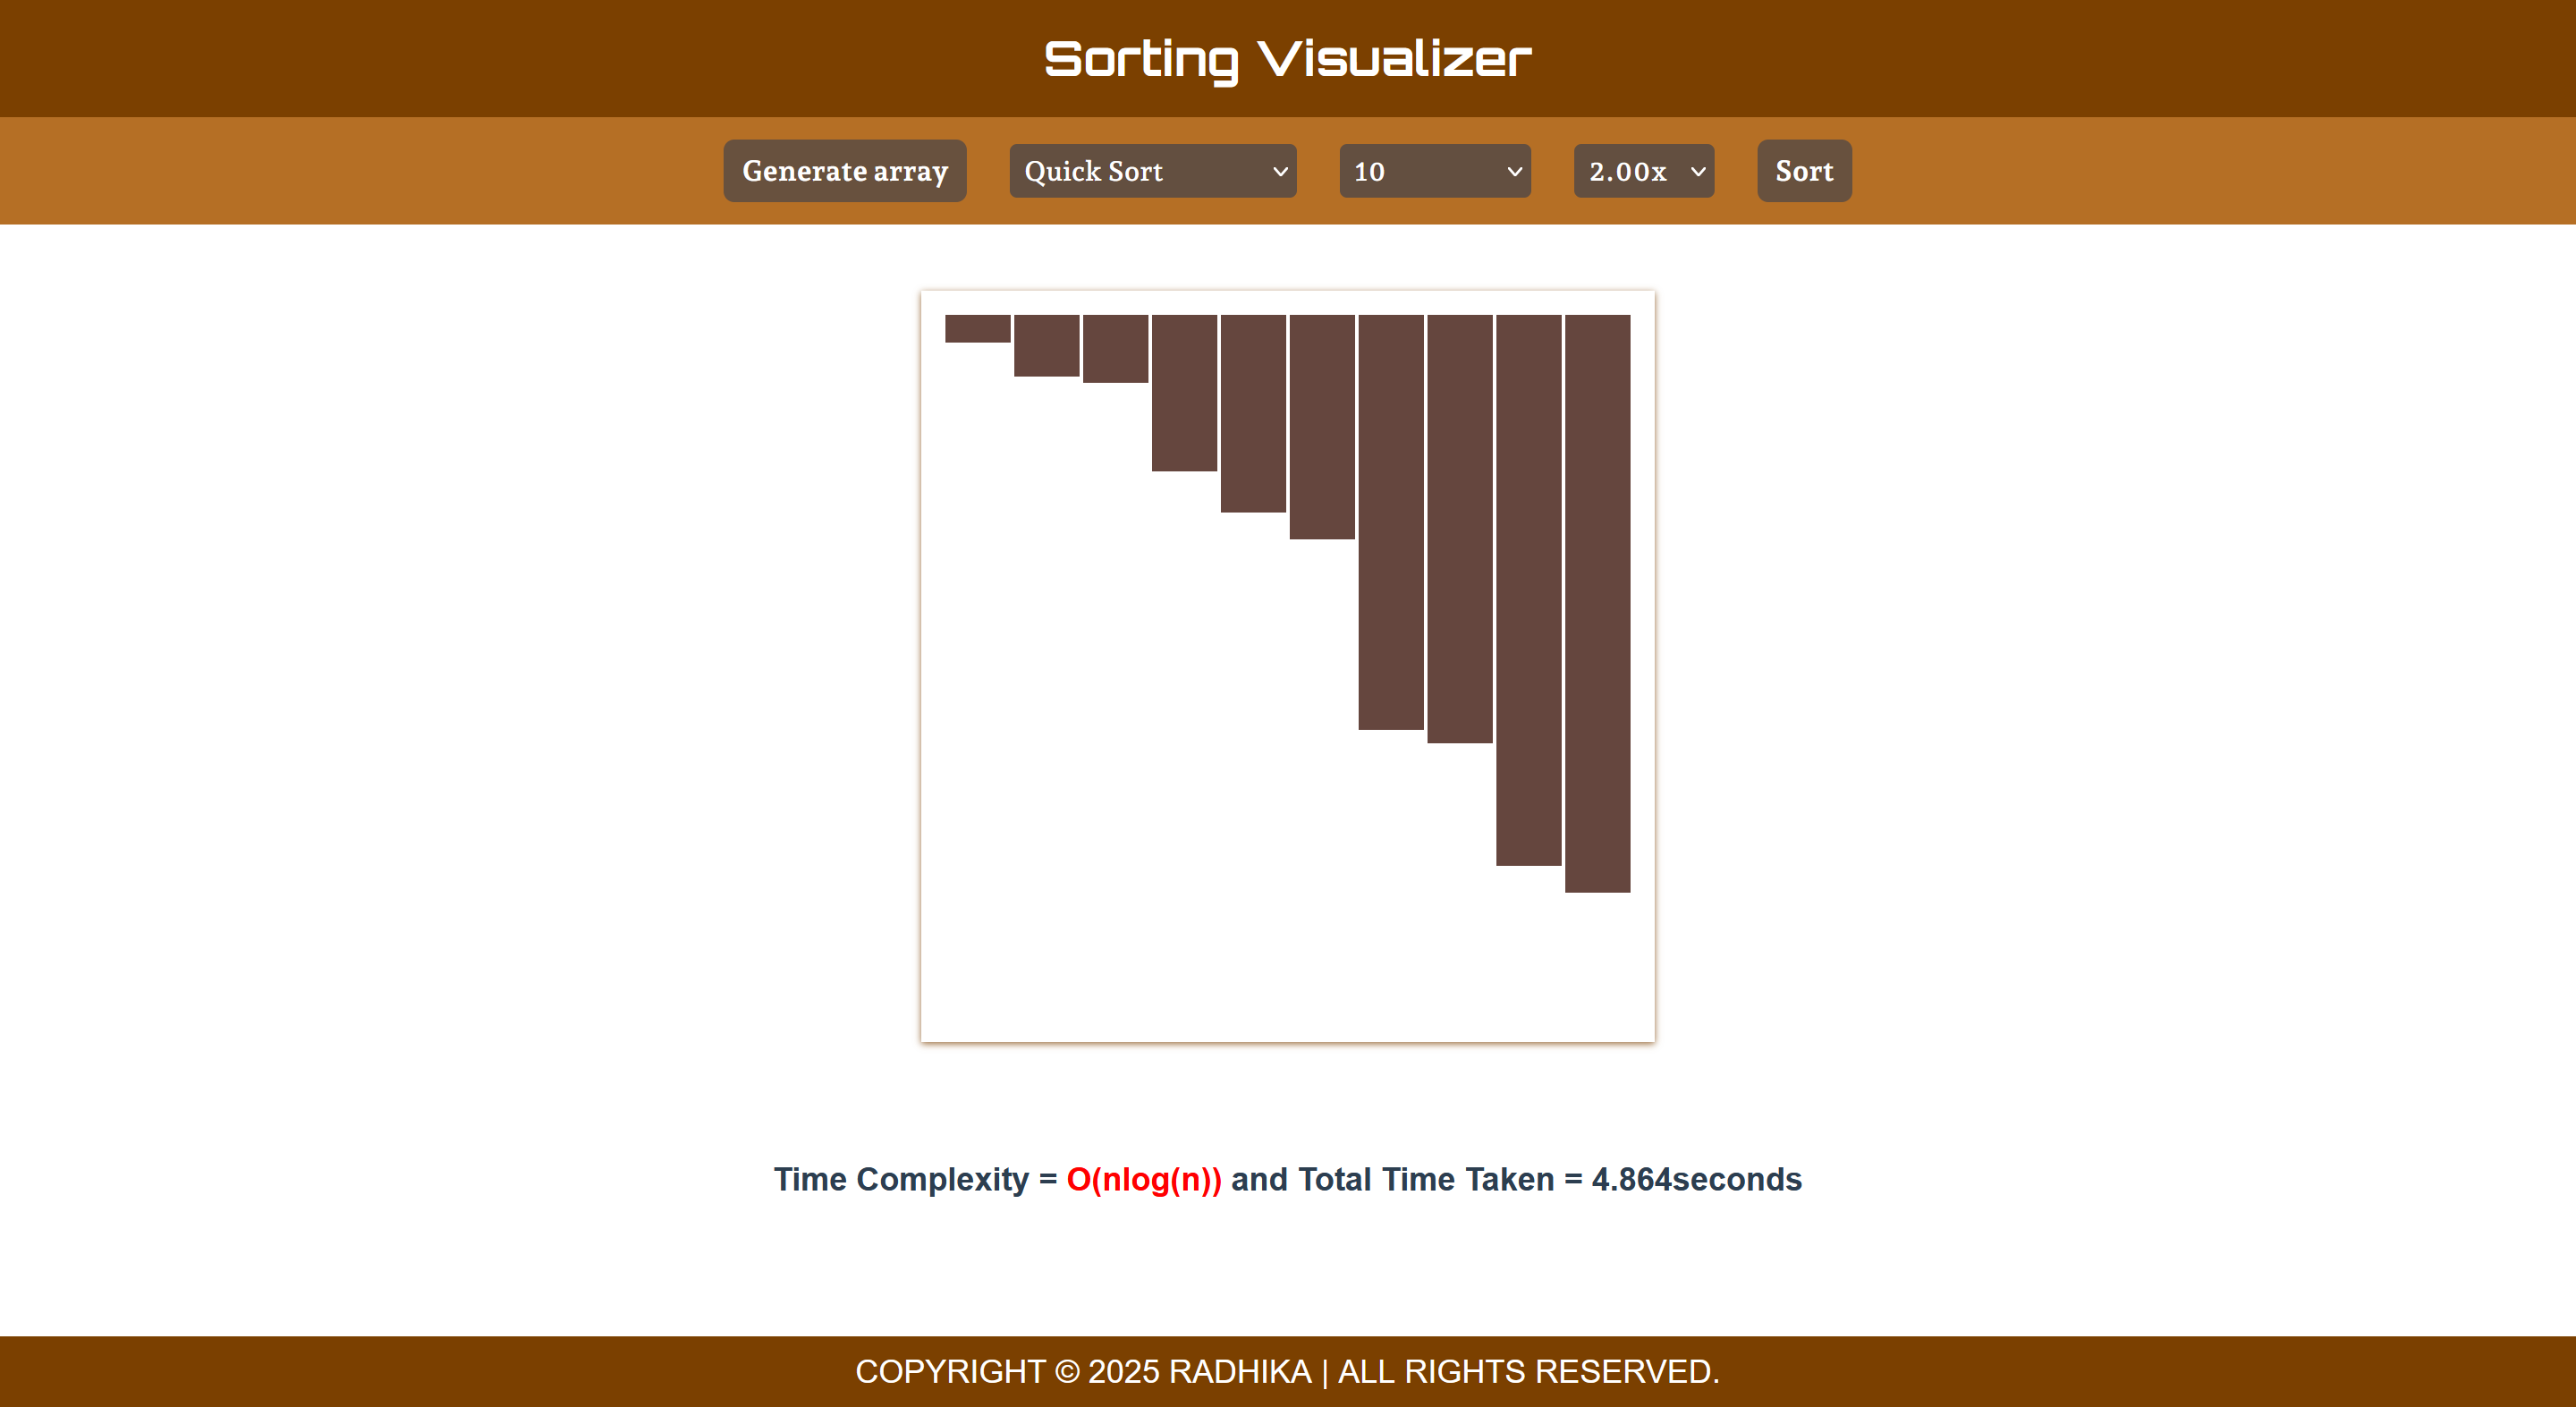 Sorting Visualizer
Generate array Quick Sort 10 2.00x Sort
Time Complexity = O(nlog(n)) and Total Time Taken = 4.864seconds
COPYRIGHT © 2025 RADHIKA | ALL RIGHTS RESERVED.